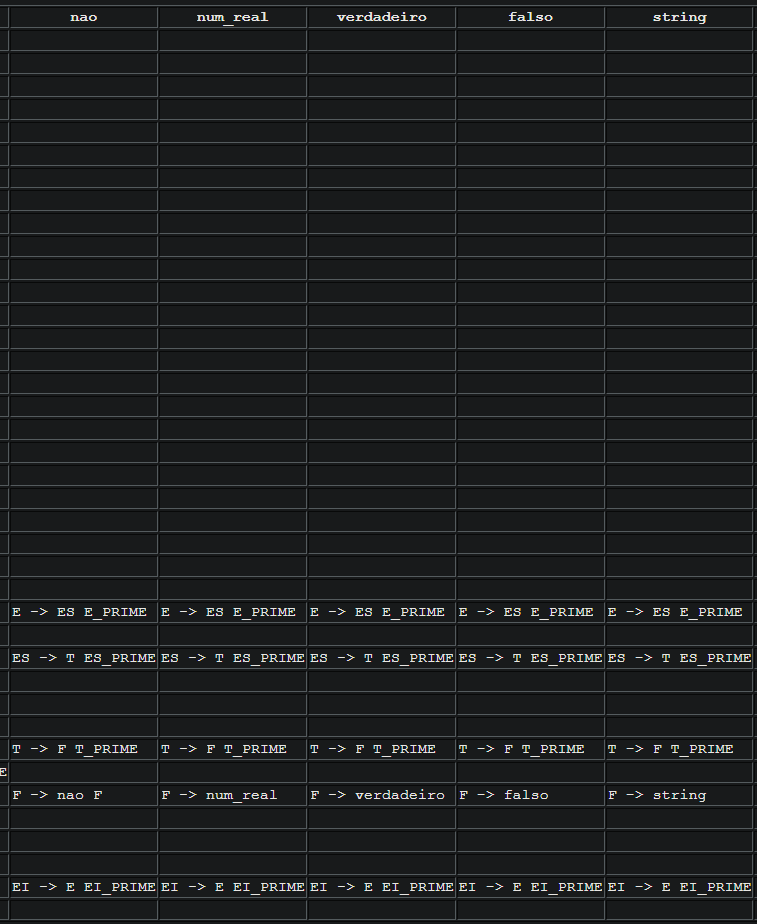 nao num_real verdadeiro falso string
E -> ES E_PRIME E -> ES E_PRIME E -> ES E_PRIME E -> ES E_PRIME E -> ES E_PRIME
ES -> T ES_PRIME ES -> T ES_PRIME ES -> T ES_PRIME ES -> T ES_PRIME ES -> T ES_PRIME
T -> F T_PRIME T -> F T_PRIME T -> F T_PRIME T -> F T_PRIME T -> F T_PRIME
E
F -> nao F F -> num_real F -> verdadeiro F -> falso F -> string
EI -> E EI_PRIME EI -> E EI_PRIME EI -> E EI_PRIME EI -> E EI_PRIME EI -> E EI_PRIME